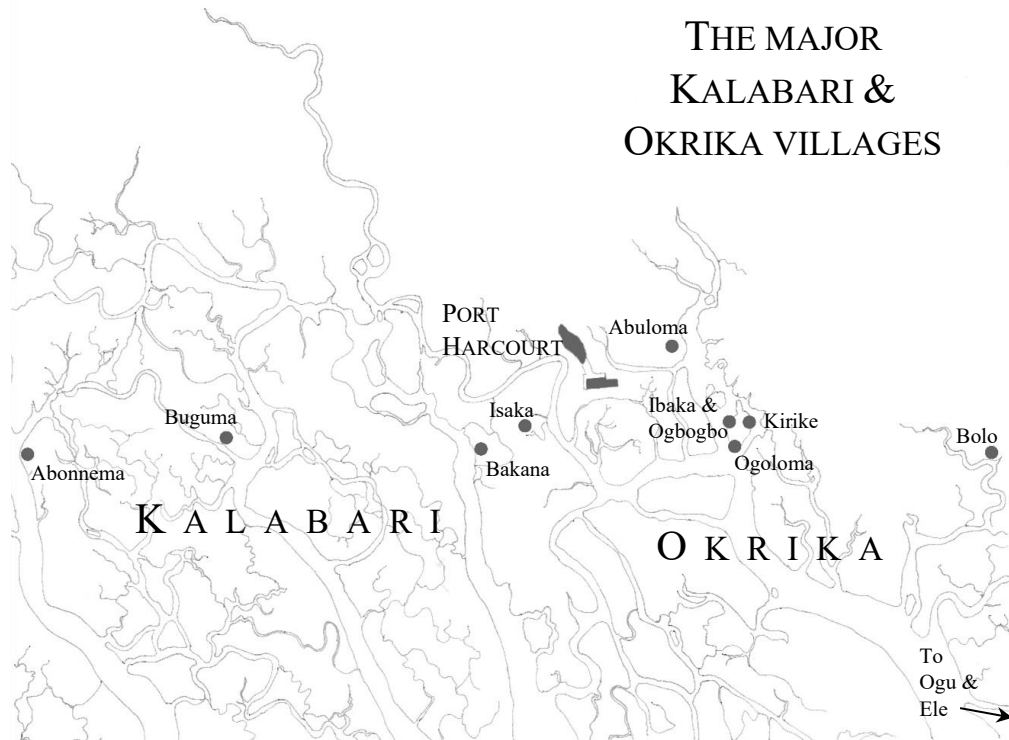 THE MAJOR
KALABARI &
OKRIKA VILLAGES
PORT
HARCOURT
Abuloma
Isaka
Ibaka &
Ogbogbo
Kirike
Buguma
Bolo
Abonnema
Bakana
Ogoloma
KALABARI
OKRIKA
To
Ogu &
Ele